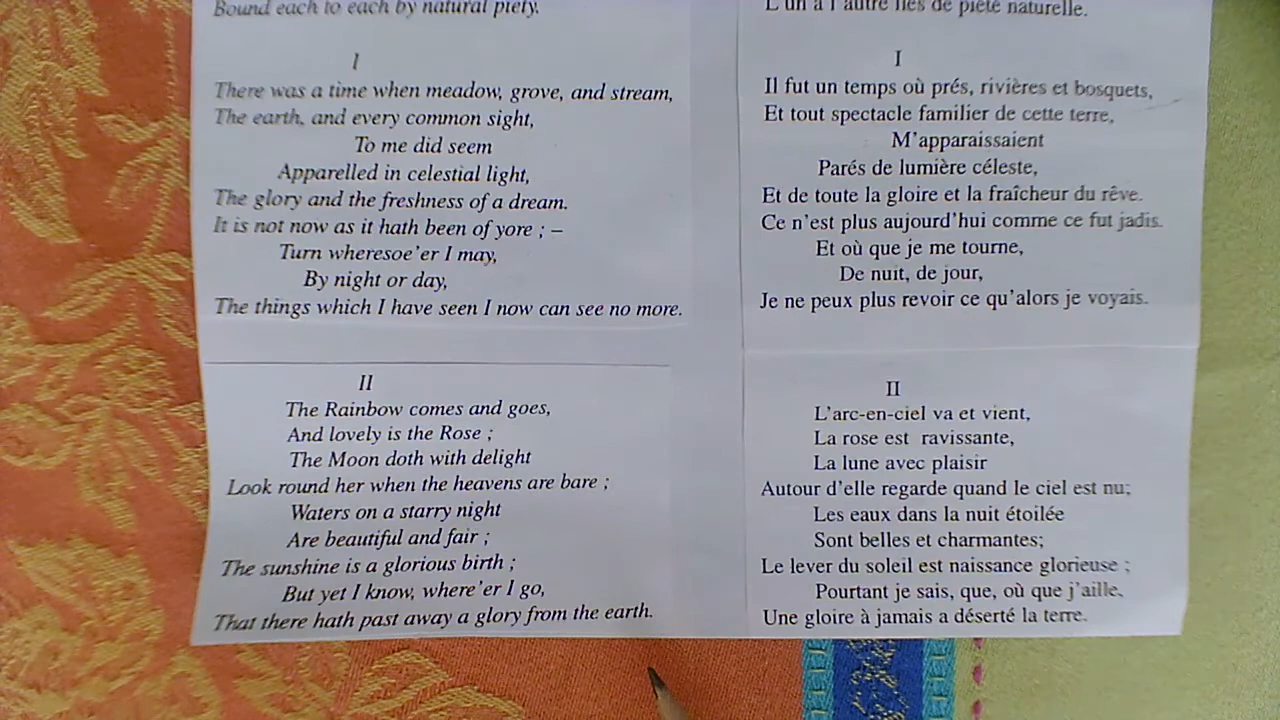 Bound each to each by natural piety.
I
There was a time when meadow, grove, and stream,
The earth, and every common sight,
To me did seem
Apparelled in celestial light,
The glory and the freshness of a dream.
It is not now as it hath been of yore ; –
Turn wheresoe'er I may,
By night or day,
The things which I have seen I now can see no more.
II
The Rainbow comes and goes,
And lovely is the Rose ;
The Moon doth with delight
Look round her when the heavens are bare ;
Waters on a starry night
Are beautiful and fair ;
The sunshine is a glorious birth ;
But yet I know, where'er I go,
That there hath past away a glory from the earth.
L'un à l'autre liés de piété naturelle.
I
Il fut un temps où prés, rivières et bosquets,
Et tout spectacle familier de cette terre,
M'apparaissaient
Parés de lumière céleste,
Et de toute la gloire et la fraîcheur du rêve.
Ce n'est plus aujourd'hui comme ce fut jadis.
Et où que je me tourne,
De nuit, de jour,
Je ne peux plus revoir ce qu'alors je voyais.
II
L'arc-en-ciel va et vient,
La rose est ravissante,
La lune avec plaisir
Autour d'elle regarde quand le ciel est nu;
Les eaux dans la nuit étoilée
Sont belles et charmantes;
Le lever du soleil est naissance glorieuse ;
Pourtant je sais, que, où que j'aille,
Une gloire à jamais a déserté la terre.